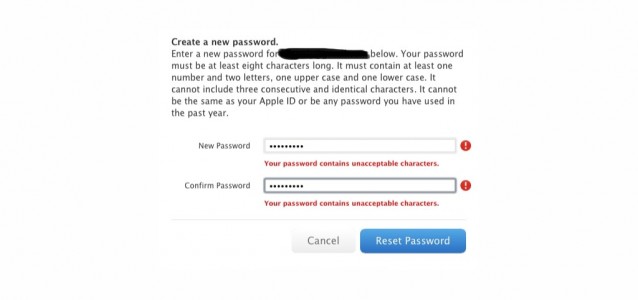 Create a new password.
Enter a new password for below. Your password
must be at least eight characters long. It must contain at least one
number and two letters, one upper case and one lower case. It
cannot include three consecutive and identical characters. It cannot
be the same as your Apple ID or be any password you have used in
the past year.
New Password •••••••••
Your password contains unacceptable characters.
Confirm Password •••••••••
Your password contains unacceptable characters.
Cancel Reset Password